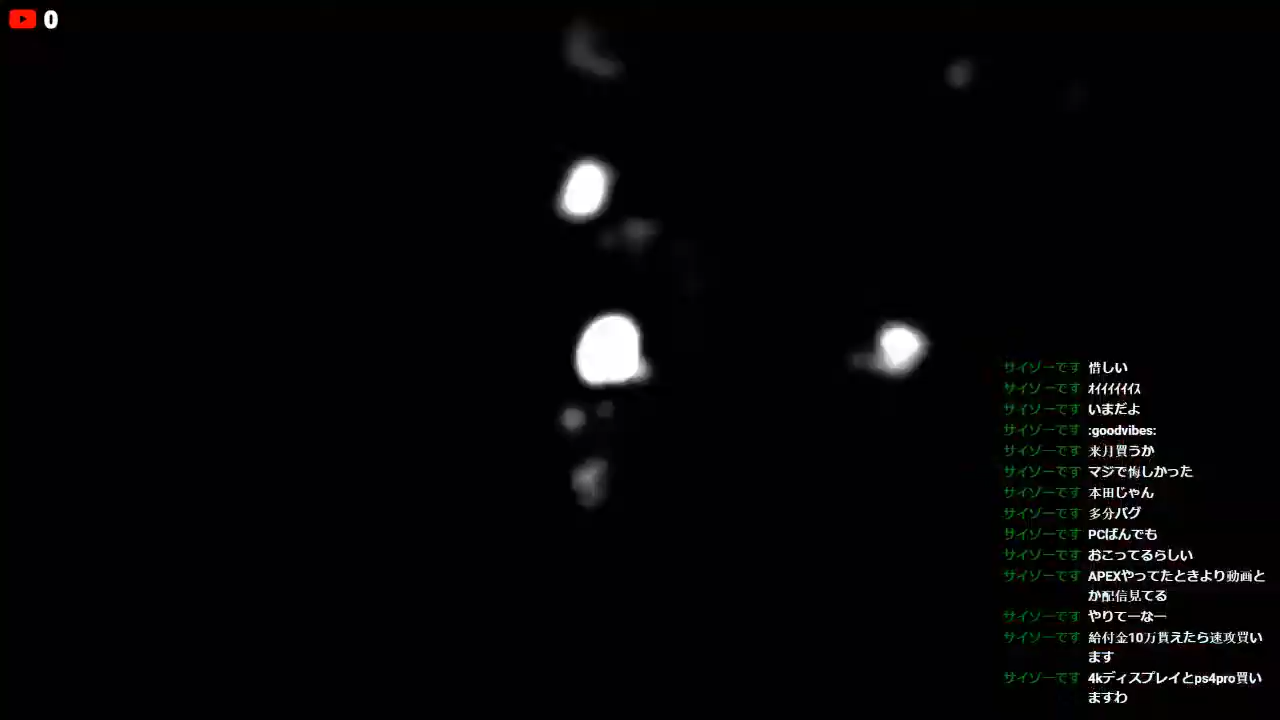 0
サイゾーです 惜しい
サイゾーです ｵｲｲｲｲｲｲｽ
サイゾーです いまだよ
サイゾーです :goodvibes:
サイゾーです 来月買うか
サイゾーです マジで悔しかった
サイゾーです 本田じゃん
サイゾーです 多分バグ
サイゾーです PCばんでも
サイゾーです おこってるらしい
サイゾーです APEXやってたときより動画と
か配信見てる
サイゾーです やりてーなー
サイゾーです 給付金10万貰えたら速攻買い
ます
サイゾーです 4kディスプレイとps4pro買い
ますわ